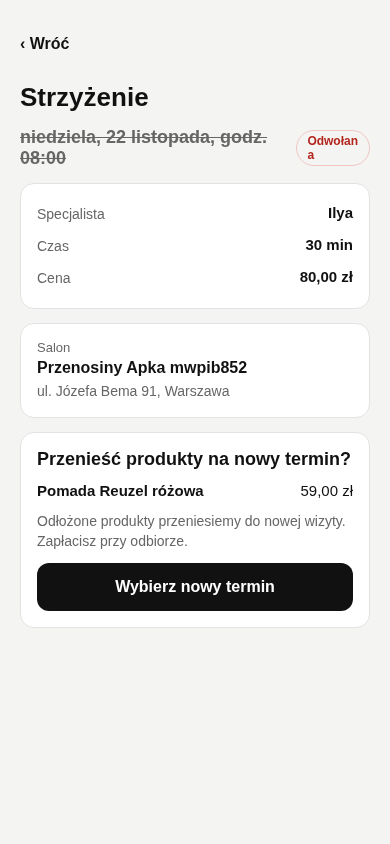 ‹ Wróć
Strzyżenie
niedziela, 22 listopada, godz.
08:00
Odwołan
a
Specjalista Ilya
Czas 30 min
Cena 80,00 zł
Salon
Przenosiny Apka mwpib852
ul. Józefa Bema 91, Warszawa
Przenieść produkty na nowy termin?
Pomada Reuzel różowa 59,00 zł
Odłożone produkty przeniesiemy do nowej wizyty.
Zapłacisz przy odbiorze.
Wybierz nowy termin